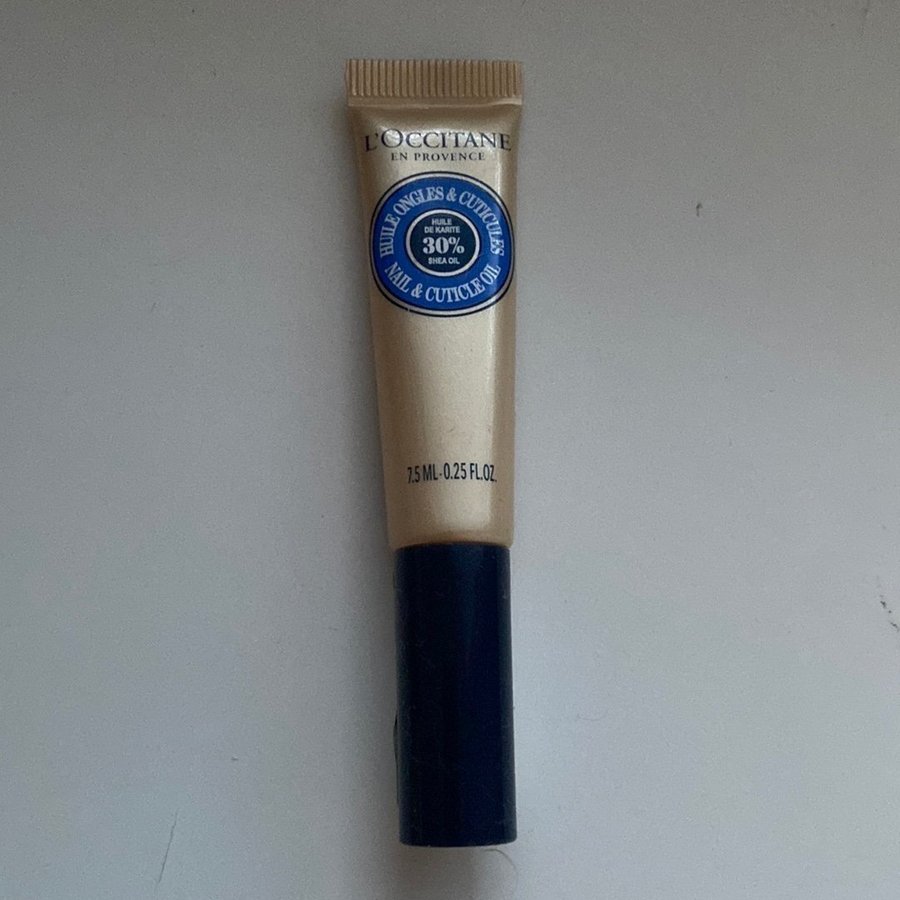 L'OCCITANE
EN PROVENCE
HUILE ONGLES & CUTICULES
HUILE
DE KARITE
30%
SHEA OIL
NAIL & CUTICLE OIL
7.5 ML-0.25 FL.OZ.